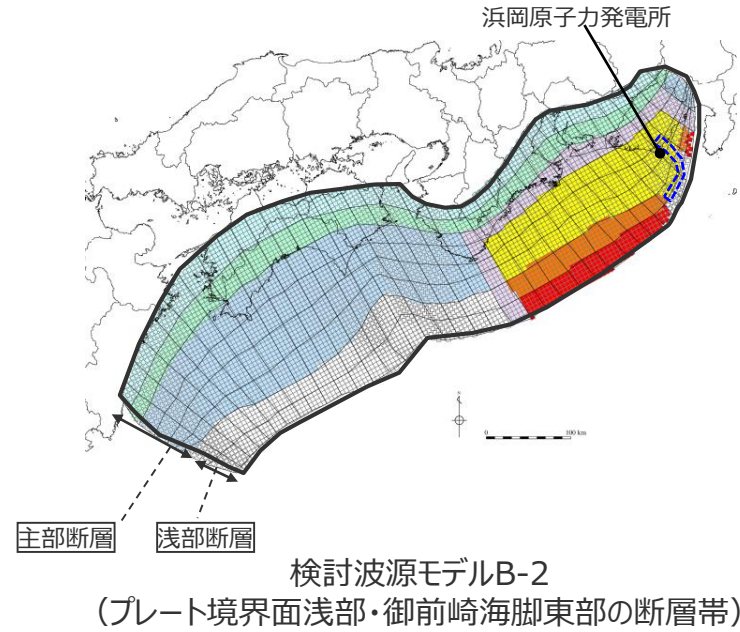 浜岡原子力発電所
0 100 km
主部断層
浅部断層
検討波源モデルB-2
（プレート境界面浅部・御前崎海脚東部の断層帯）